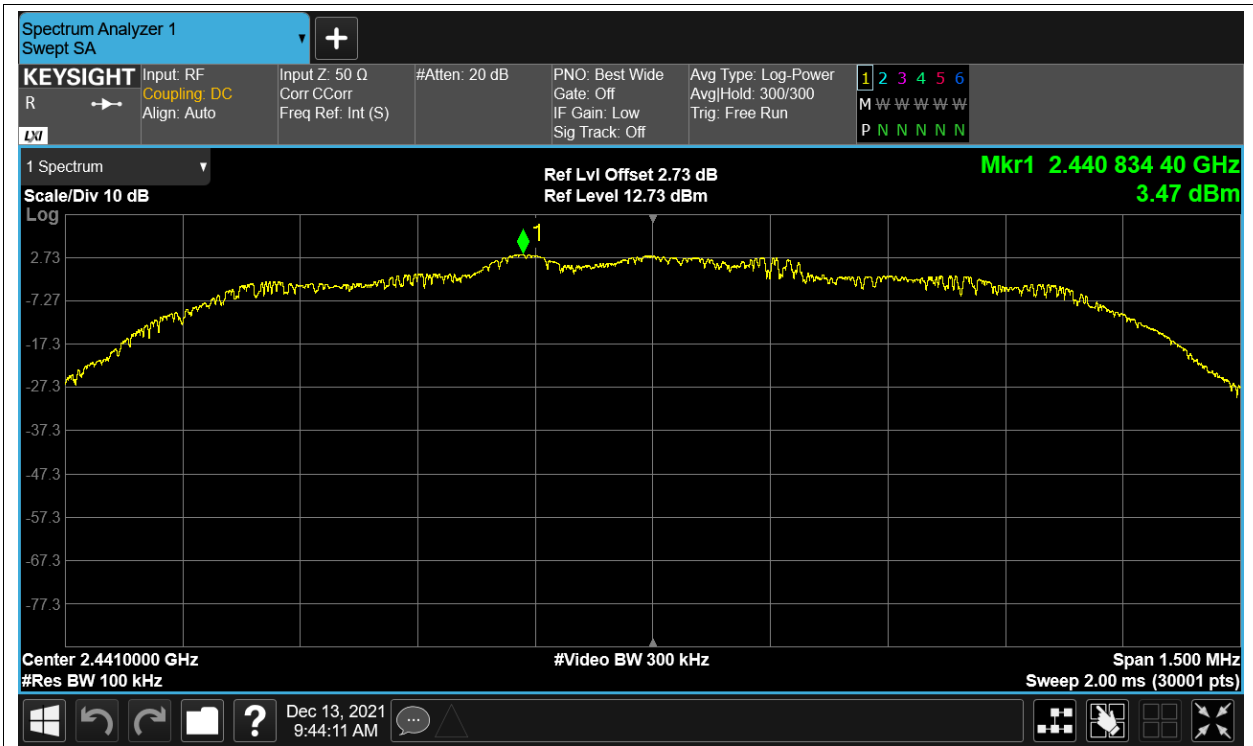 Spectrum Analyzer 1
Swept SA
KEYSIGHT
R
LXI
Input: RF
Coupling: DC
Align: Auto
Input Z: 50 Ω
Corr CCorr
Freq Ref: Int (S)
#Atten: 20 dB
PNO: Best Wide
Gate: Off
IF Gain: Low
Sig Track: Off
Avg Type: Log-Power
Avg|Hold: 300/300
Trig: Free Run
1 2 3 4 5 6
M W W W W W W
P N N N N N N
1 Spectrum
Scale/Div 10 dB
Log
Ref Lvl Offset 2.73 dB
Ref Level 12.73 dBm
Mkr1 2.440 834 40 GHz
3.47 dBm
1
2.73
-7.27
-17.3
-27.3
-37.3
-47.3
-57.3
-67.3
-77.3
Center 2.4410000 GHz
#Res BW 100 kHz
#Video BW 300 kHz
Span 1.500 MHz
Sweep 2.00 ms (30001 pts)
?
Dec 13, 2021
9:44:11 AM